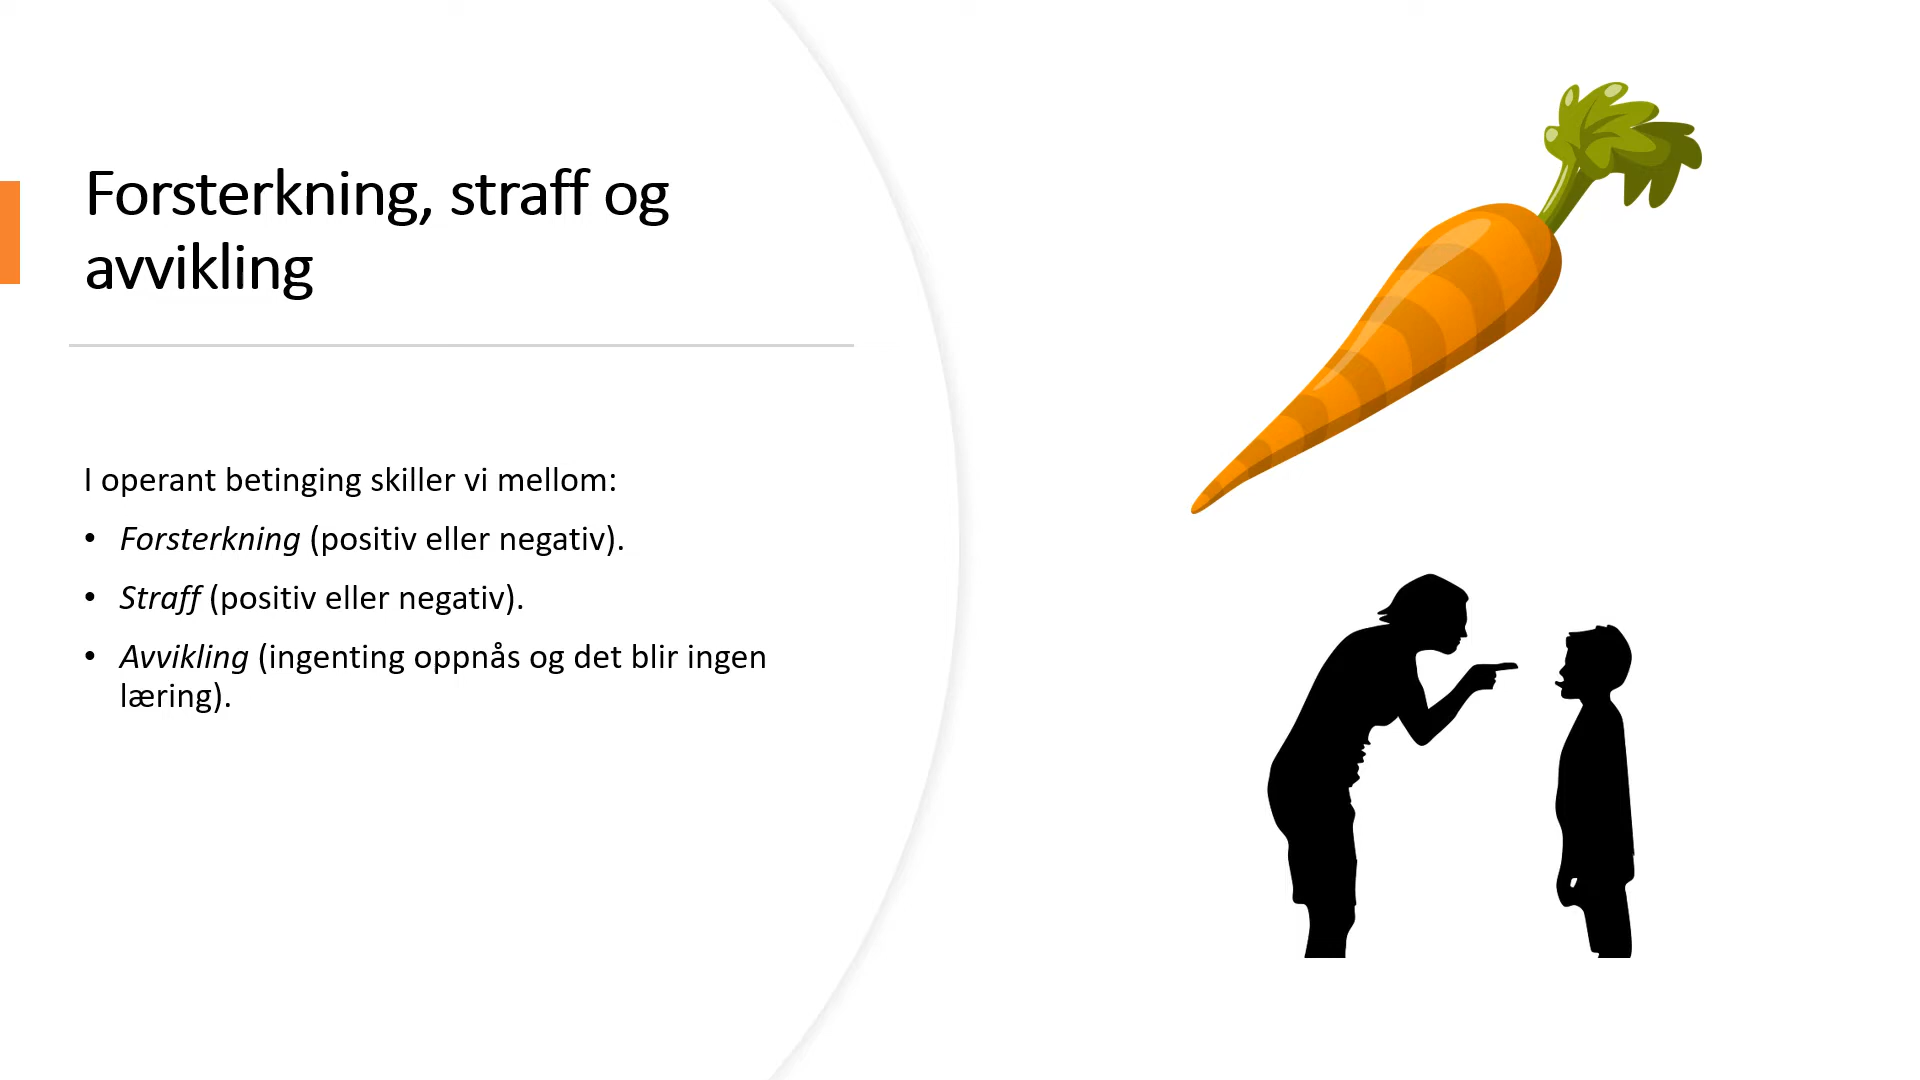 Forsterkning, straff og
avvikling
I operant betinging skiller vi mellom:
• Forsterkning (positiv eller negativ).
• Straff (positiv eller negativ).
• Avvikling (ingenting oppnås og det blir ingen
læring).